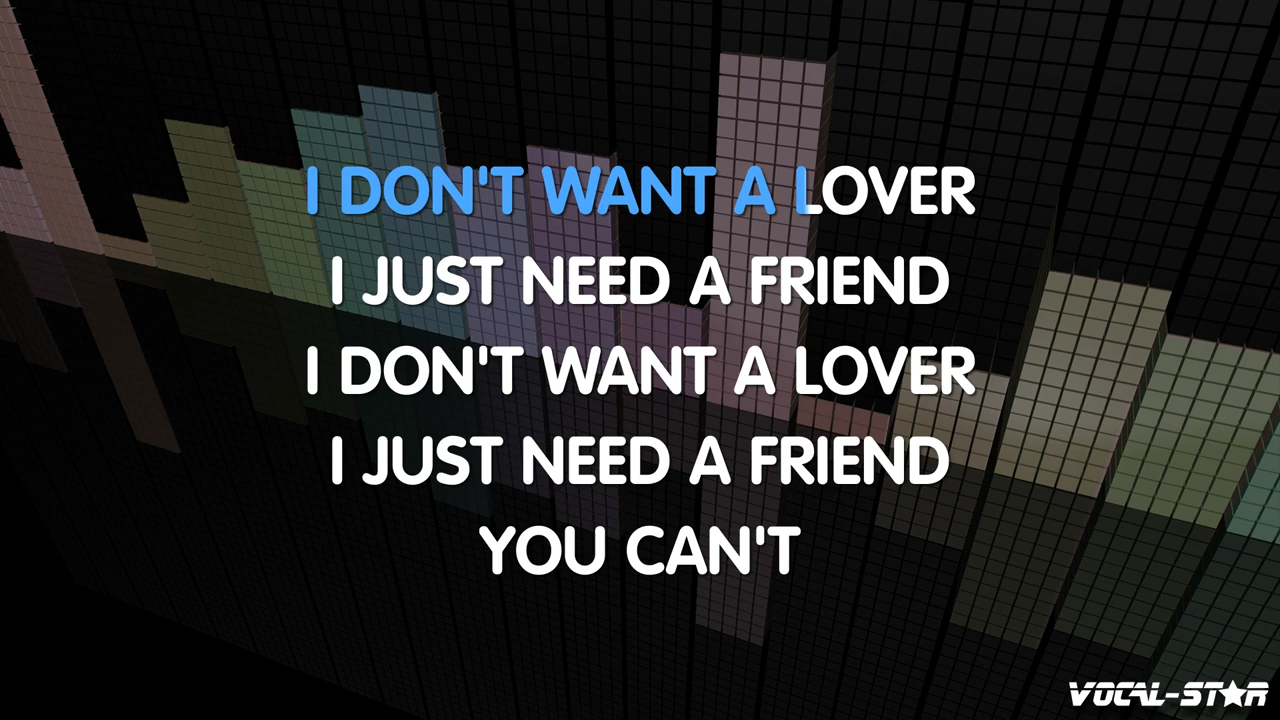 I DON'T WANT A LOVER
I JUST NEED A FRIEND
I DON'T WANT A LOVER
I JUST NEED A FRIEND
YOU CAN'T
VOCAL-STAR